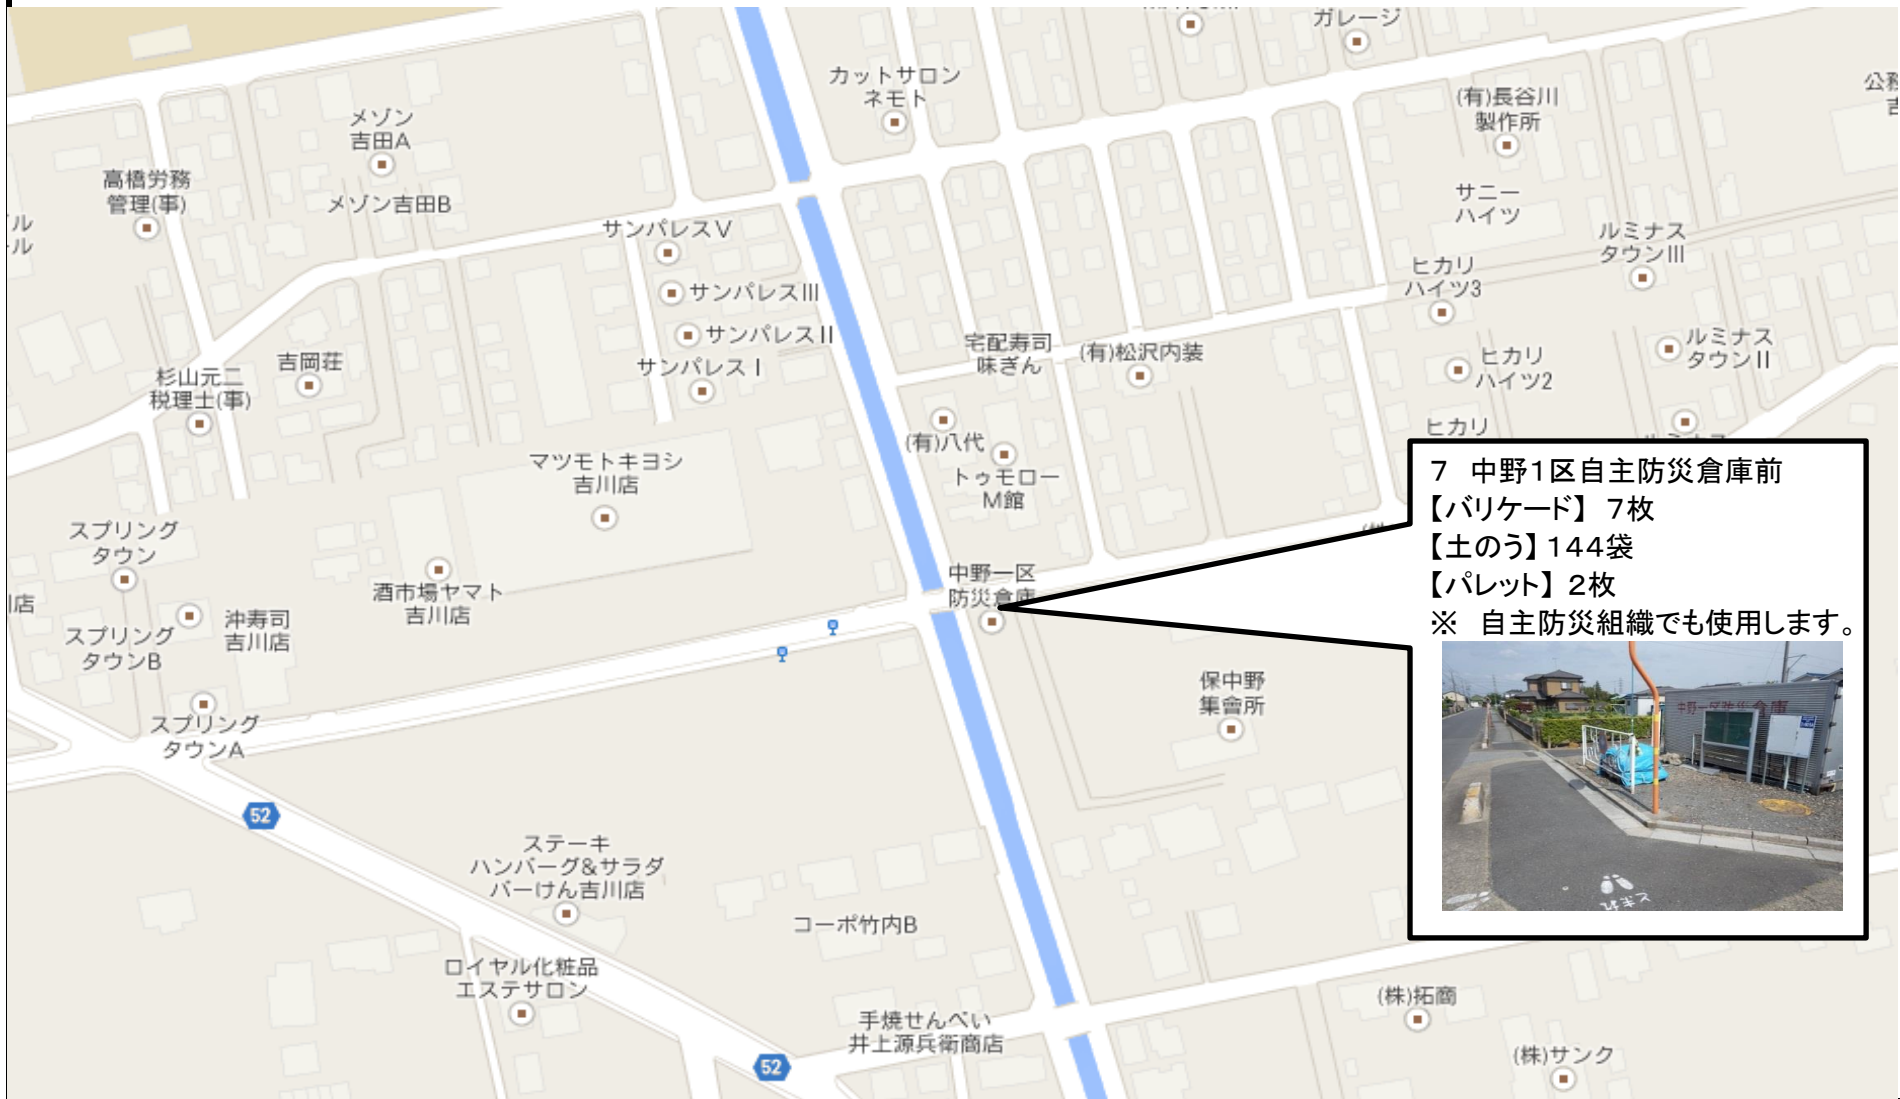 ガレージ
カットサロン
ネモト
(有)長谷川
製作所
メゾン
吉田A
高橋労務
管理(事)
メゾン吉田B
サニー
ハイツ
サンパレスV
ルミナス
タウンIII
サンパレスIII
ヒカリ
ハイツ3
サンパレスII
宅配寿司
味ぎん
(有)松沢内装
ルミナス
タウンII
吉岡荘
サンパレスI
ヒカリ
ハイツ2
杉山元二
税理士(事)
(有)八代
ヒカリ
マツモトキヨシ
吉川店
トゥモロー
M館
スプリング
タウン
酒市場ヤマト
吉川店
中野一区
防災倉庫
沖寿司
吉川店
スプリング
タウンB
スプリング
タウンA
保中野
集會所
52
ステーキ
ハンバーグ&サラダ
バーけん吉川店
コーポ竹内B
ロイヤル化粧品
エステサロン
手焼せんべい
井上源兵衛商店
(株)拓商
(株)サンク
52
7 中野1区自主防災倉庫前
【バリケード】 7枚
【土のう】144袋
【パレット】 2枚
※ 自主防災組織でも使用します。
中野一区防災倉庫